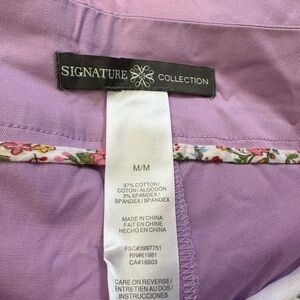 SIGNATURE COLLECTION
M/M
97% COTTON/
COTON/ALGODÓN
3% SPANDEX/
SPANDEX/SPANDEX
MADE IN CHINA
FAIT EN CHINE
HECHO EN CHINA
FSC#3997751
RN#61981
CA#16803
CARE ON REVERSE/
ENTRETIEN AU DOS/
INSTRUCCIONES